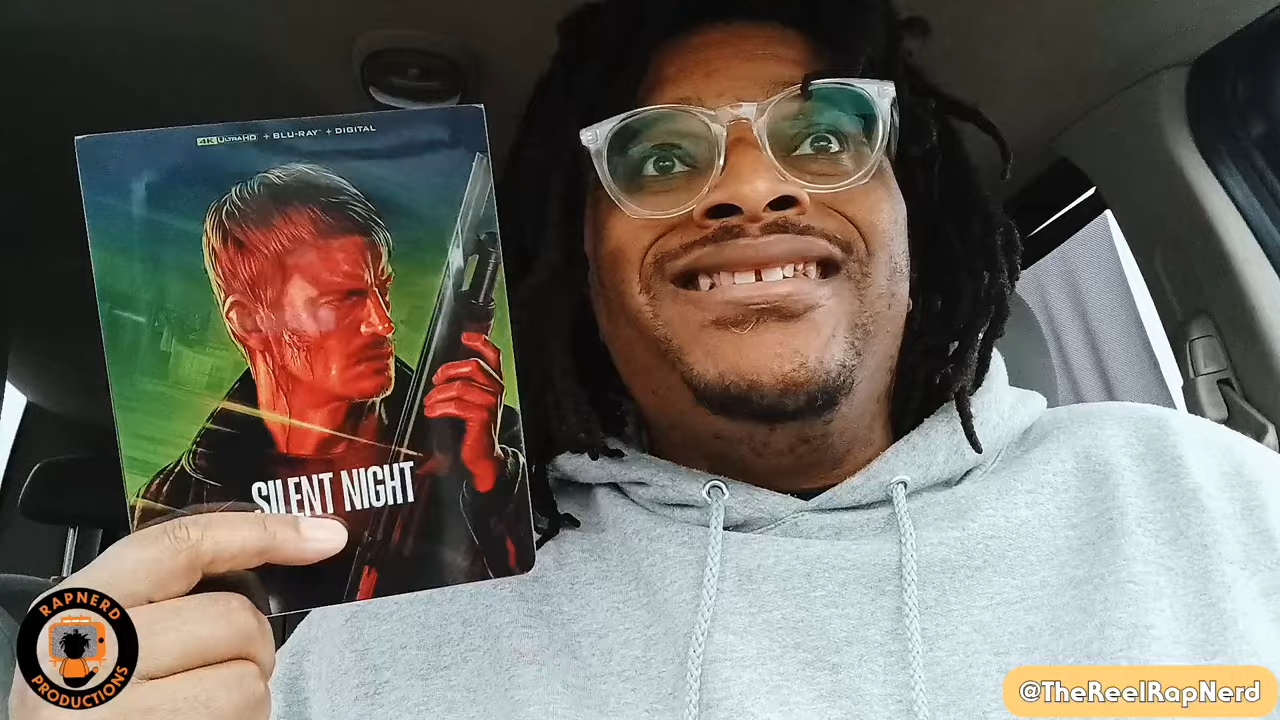 4K ULTRA HD + BLU-RAY + DIGITAL
SILENT NIGHT
RAPNERD
PRODUCTIONS
@TheReelRapNerd